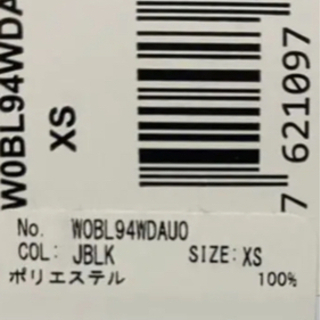 W0BL94WDA
XS
7 621097
No. W0BL94WDAU0
COL: JBLK SIZE: XS
ポリエステル 100%